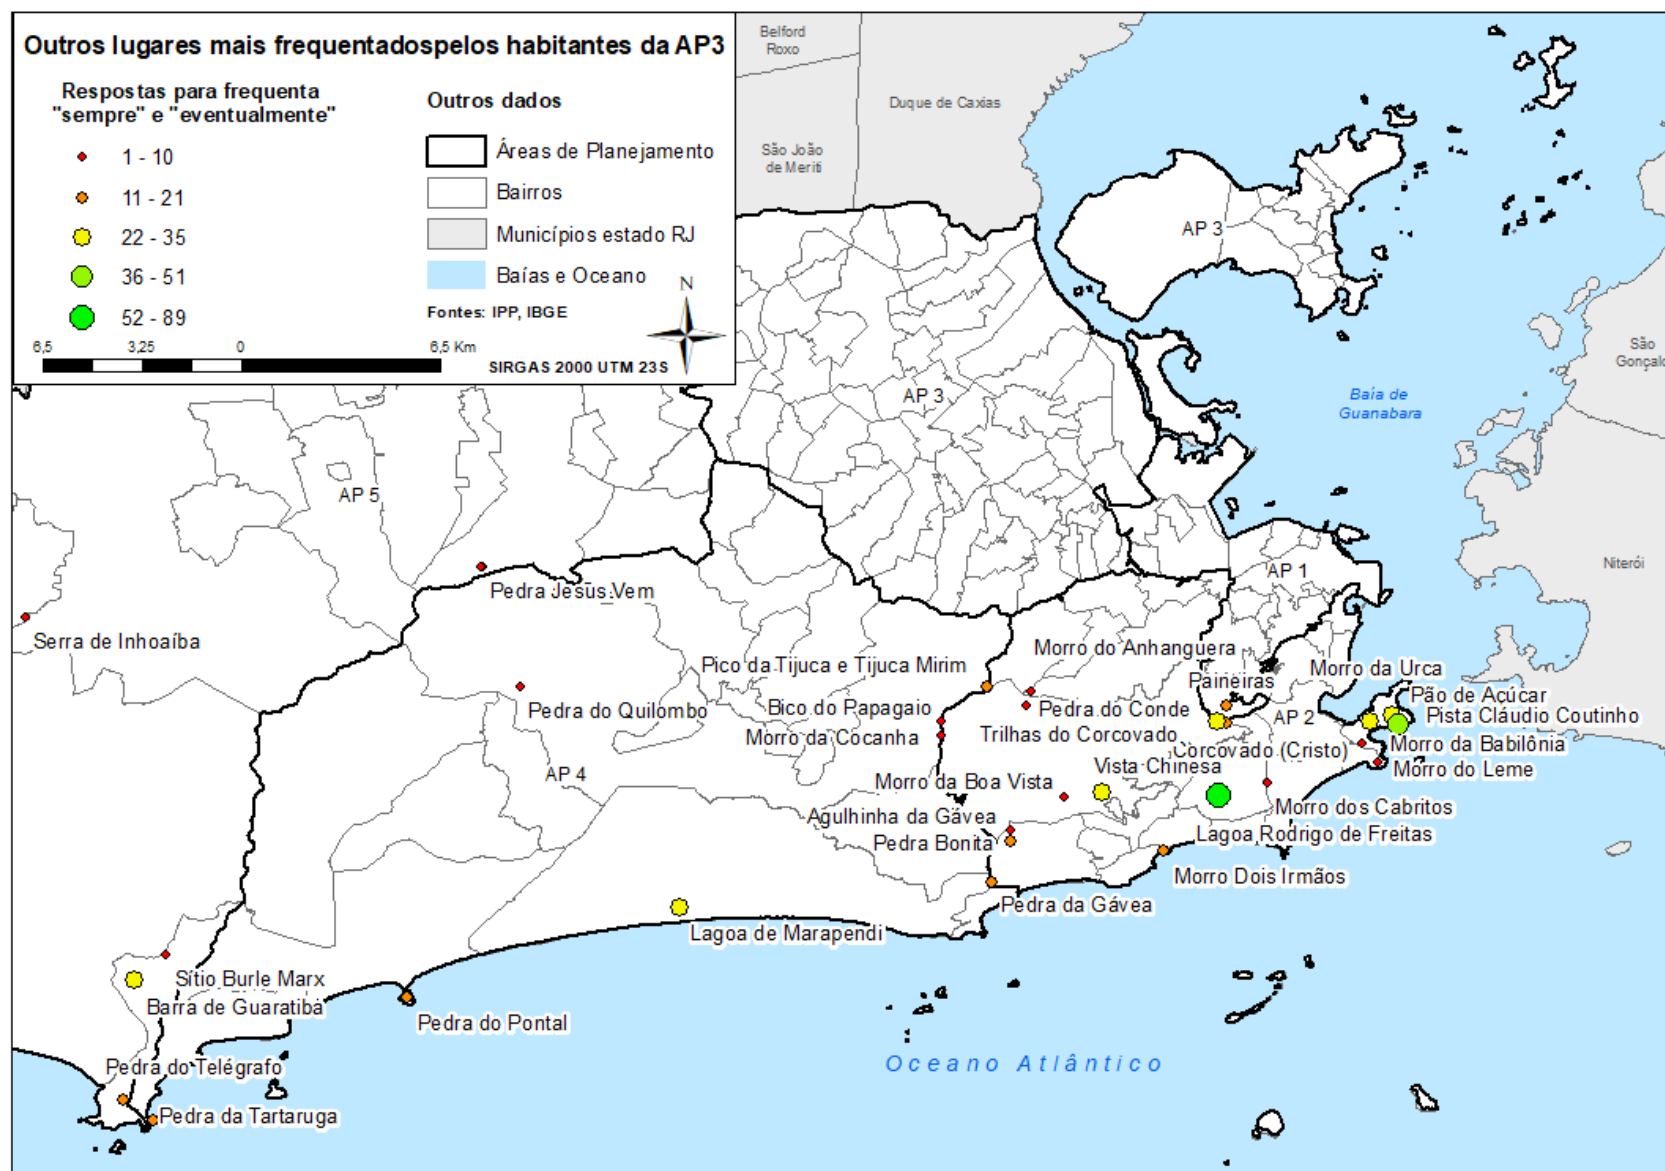 Outros lugares mais frequentadospelos habitantes da AP3
Respostas para frequenta
"sempre" e "eventualmente"
1 - 10
11 - 21
22 - 35
36 - 51
52 - 89
Outros dados
Áreas de Planejamento
Bairros
Municípios estado RJ
Baías e Oceano
Fontes: IPP, IBGE
N
6,5 3,25 0 6,5 Km
SIRGAS 2000 UTM 23S
Belford
Roxo
Duque de Caxias
São João
de Meriti
AP 3
AP 3
São
Gonçalo
Baía de
Guanabara
AP 5
Niterói
AP 1
Pedra Jesus Vem
Serra de Inhoaíba
Morro do Anhanguera
Pico da Tijuca e Tijuca Mirim
Morro da Urca
Paineiras
Pão de Açúcar
Pedra do Quilombo
Bico do Papagaio
Pedra do Conde
AP 2
Pista Cláudio Coutinho
Morro da Cocanha
Trilhas do Corcovado
Corcovado (Cristo)
Morro da Babilônia
AP 4
Vista Chinesa
Morro do Leme
Morro da Boa Vista
Morro dos Cabritos
Agulhinha da Gávea
Lagoa Rodrigo de Freitas
Pedra Bonita
Morro Dois Irmãos
Pedra da Gávea
Lagoa de Marapendi
Sítio Burle Marx
Barra de Guaratiba
Pedra do Pontal
Oceano Atlântico
Pedra do Telégrafo
Pedra da Tartaruga